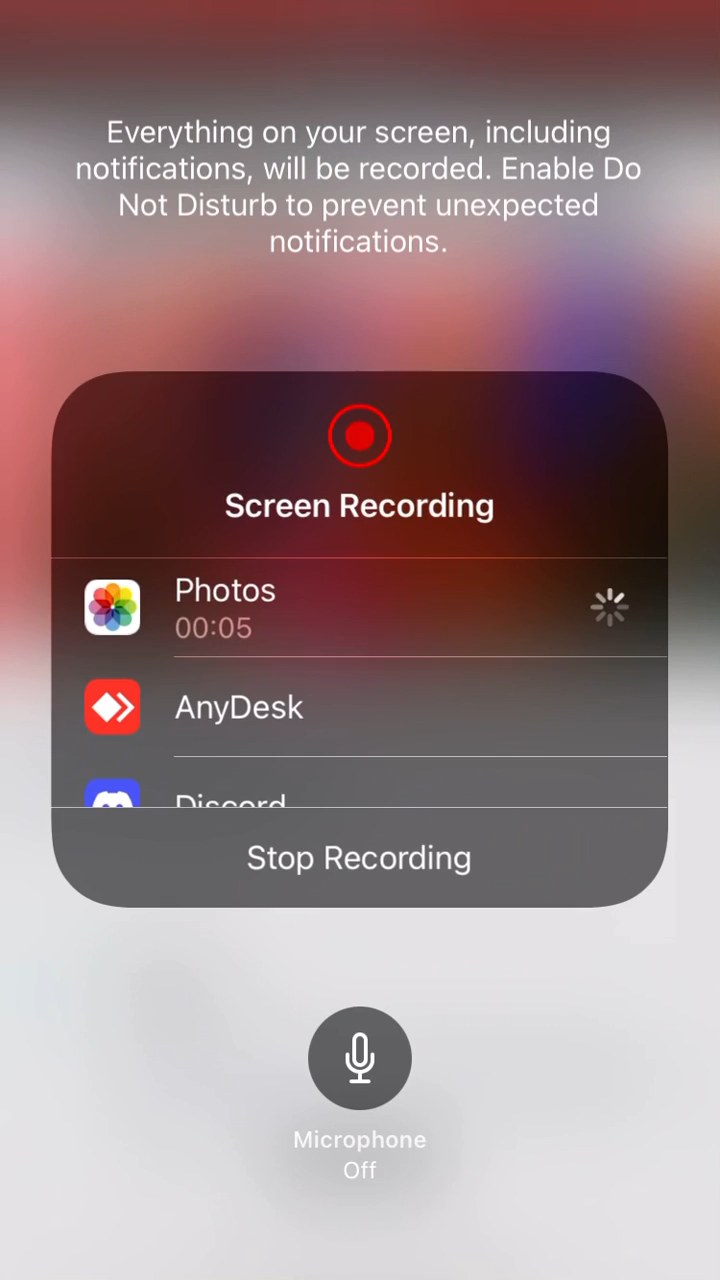 Everything on your screen, including
notifications, will be recorded. Enable Do
Not Disturb to prevent unexpected
notifications.
Screen Recording
Photos
00:05
AnyDesk
Discord
Stop Recording
Microphone
Off